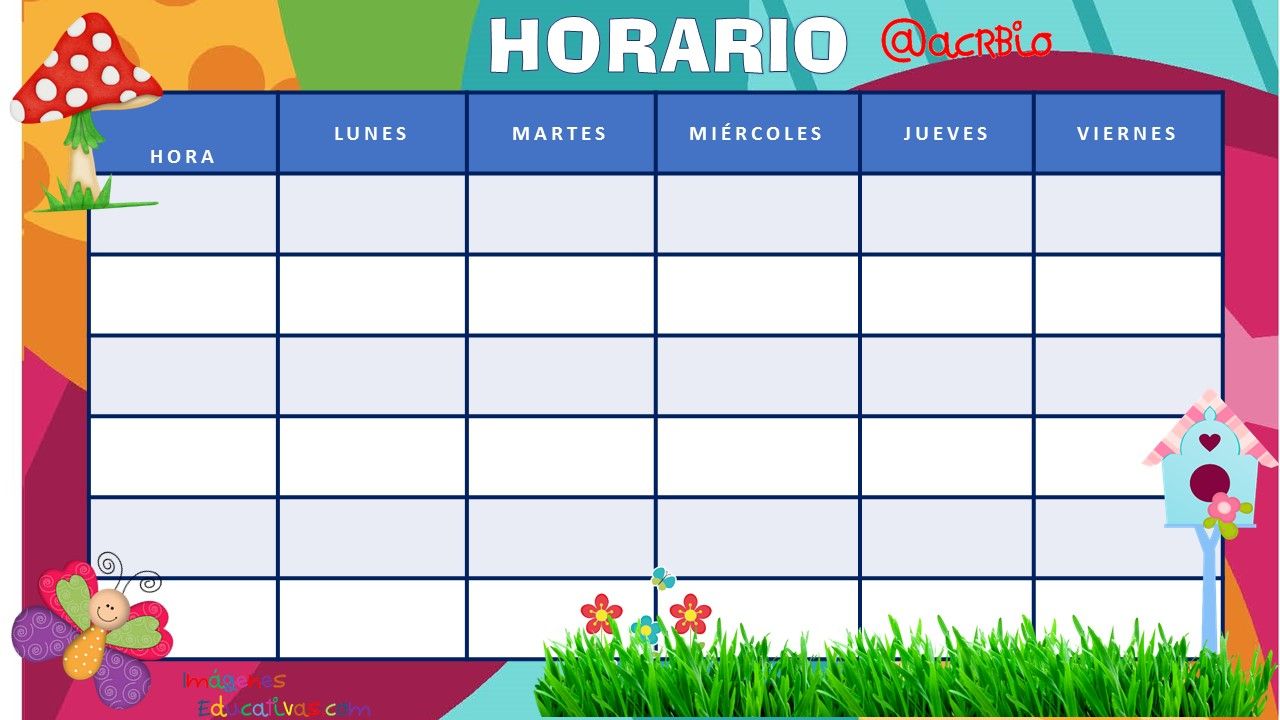 HORARIO @acRBio
HORA LUNES MARTES MIÉRCOLES JUEVES VIERNES
Imágenes
Educativas.com